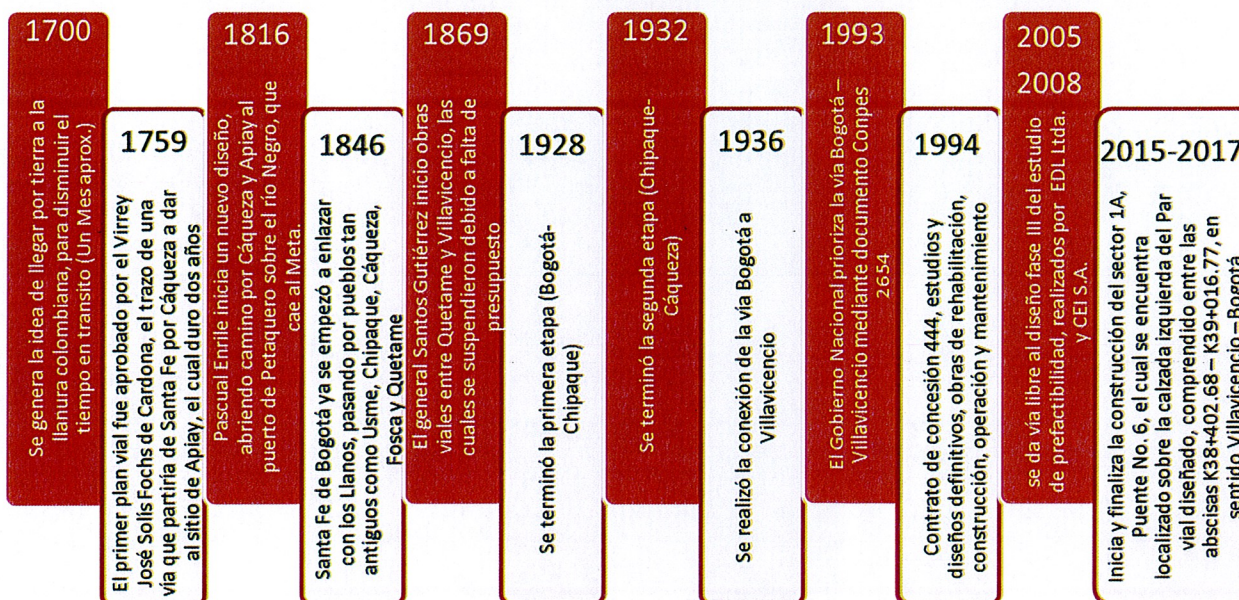 1700
Se genera la idea de llegar por tierra a la
llanura colombiana, para disminuir el
tiempo en transito (Un Mes aprox.)
1759
El primer plan vial fue aprobado por el Virrey
José Solis Fochs de Cardona, el trazo de una
vía que partiría de Santa Fe por Cáqueza a dar
al sitio de Apiay, el cual duro dos años
1816
Pascual Enrile inicia un nuevo diseño,
abriendo camino por Cáqueza y Apiay al
puerto de Petaquero sobre el río Negro, que
cae al Meta.
1846
Santa Fe de Bogotá ya se empezó a enlazar
con los Llanos, pasando por pueblos tan
antiguos como Usme, Chipaque, Cáqueza,
Fosca y Quetame
1869
El general Santos Gutiérrez inicio obras
viales entre Quetame y Villavicencio, las
cuales se suspendieron debido a falta de
presupuesto
1928
Se terminó la primera etapa (Bogotá-
Chipaque)
1932
Se terminó la segunda etapa (Chipaque-
Cáqueza)
1936
Se realizó la conexión de la vía Bogotá a
Villavicencio
1993
El Gobierno Nacional prioriza la vía Bogotá –
Villavicencio mediante documento Conpes
2654
1994
Contrato de concesión 444, estudios y
diseños definitivos, obras de rehabilitación,
construcción, operación y mantenimiento
2005
2008
se da vía libre al diseño fase III del estudio
de prefactibilidad, realizados por EDL Ltda.
y CEI S.A.
2015-2017
Inicia y finaliza la construcción del sector 1A,
Puente No. 6, el cual se encuentra
localizado sobre la calzada izquierda del Par
vial diseñado, comprendido entre las
abscisas K38+402.68 – K39+016.77, en
sentido Villavicencio – Bogotá